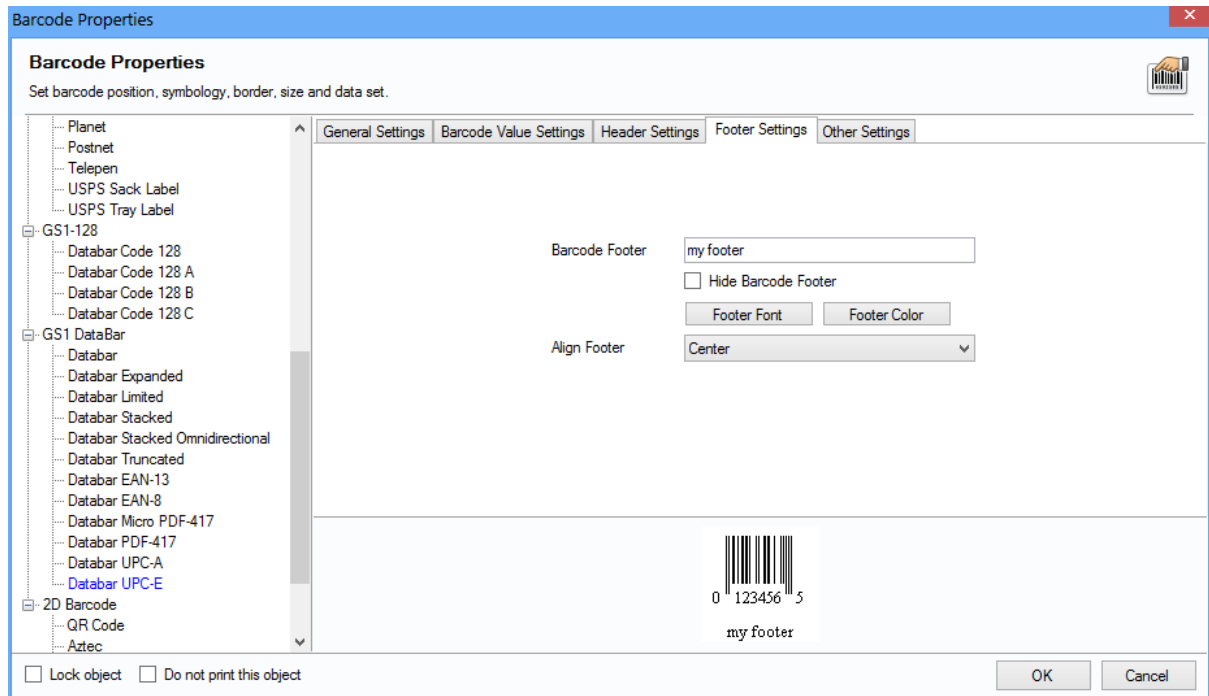 Barcode Properties
Barcode Properties
Set barcode position, symbology, border, size and data set.
Planet
Postnet
Telepen
USPS Sack Label
USPS Tray Label
GS1-128
Databar Code 128
Databar Code 128 A
Databar Code 128 B
Databar Code 128 C
GS1 DataBar
Databar
Databar Expanded
Databar Limited
Databar Stacked
Databar Stacked Omnidirectional
Databar Truncated
Databar EAN-13
Databar EAN-8
Databar Micro PDF-417
Databar PDF-417
Databar UPC-A
Databar UPC-E
2D Barcode
QR Code
Aztec
General Settings Barcode Value Settings Header Settings Footer Settings Other Settings
Barcode Footer my footer
Hide Barcode Footer
Footer Font Footer Color
Align Footer Center
0 123456 5
my footer
Lock object Do not print this object OK Cancel